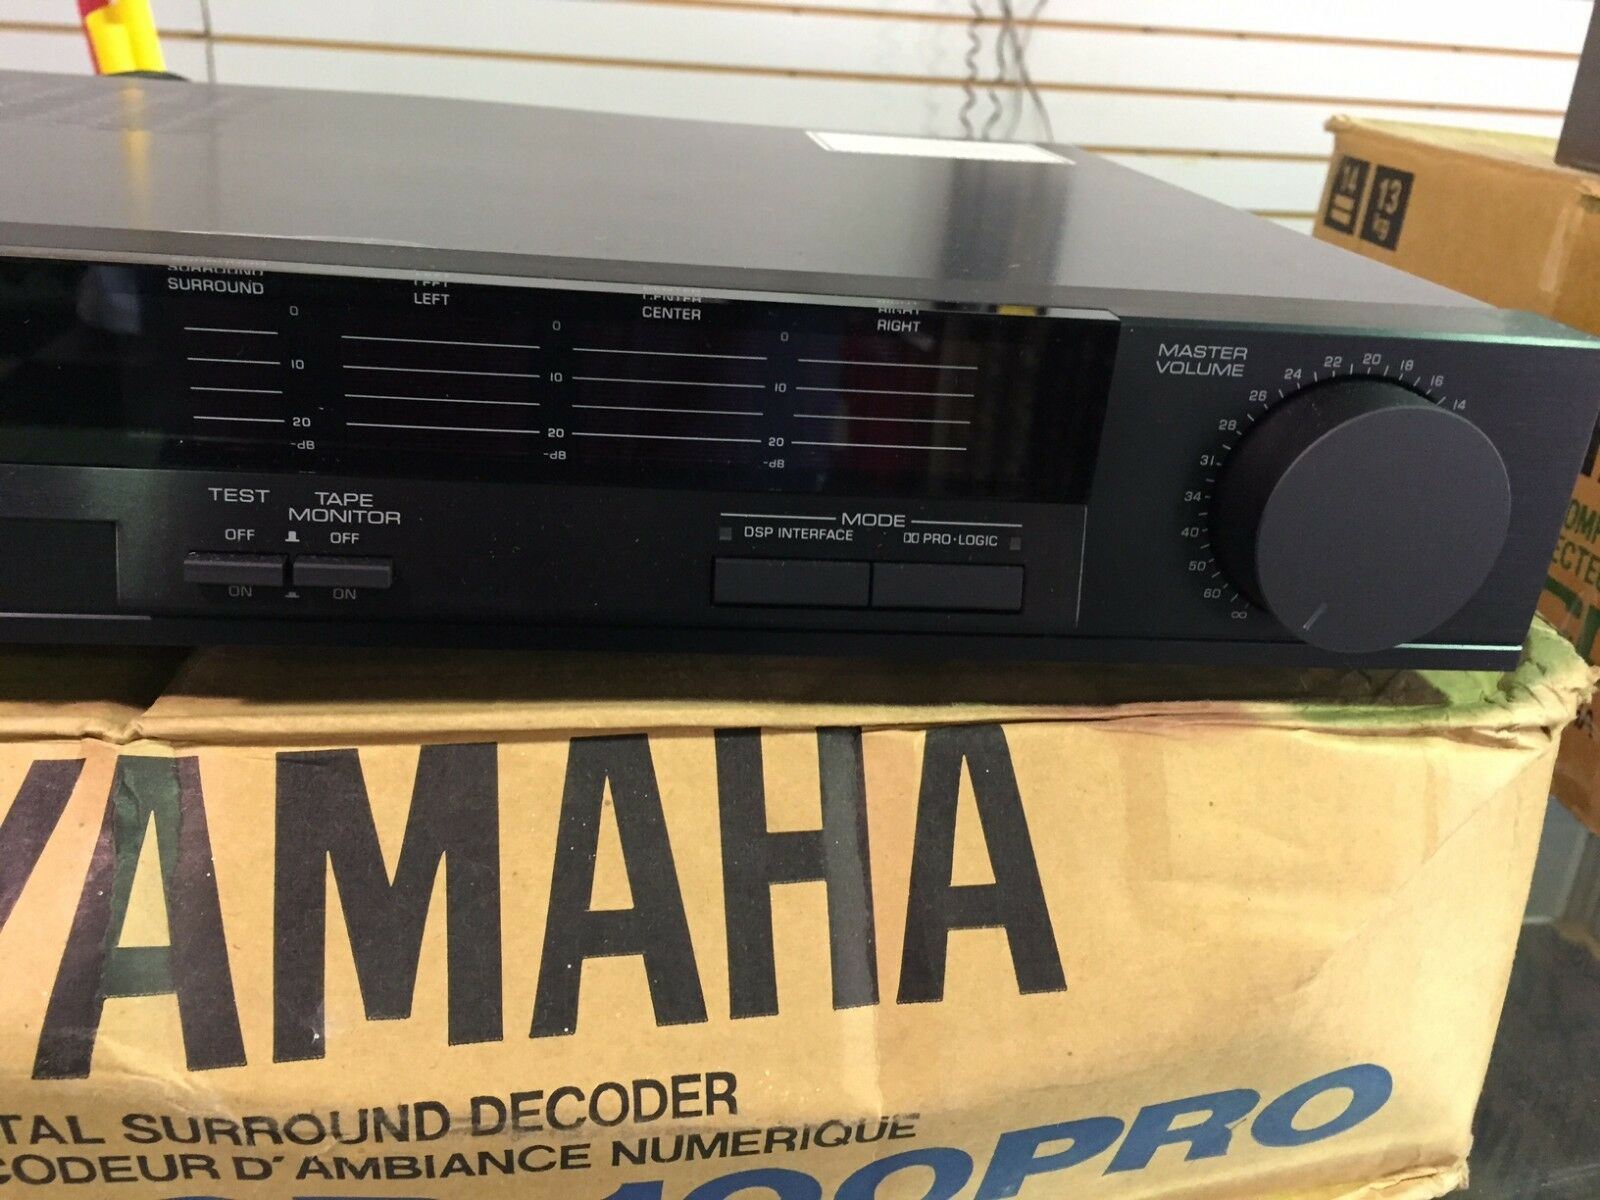 14
13
SURROUND
LEFT
CENTER
RIGHT
0
10
20
-dB
0
10
20
-dB
0
10
20
-dB
MASTER
VOLUME
14
16
18
20
22
24
26
28
31
34
40
50
60
∞
TEST
TAPE
MONITOR
OFF
OFF
ON
ON
MODE
DSP INTERFACE
PRO•LOGIC
YAMAHA
TAL SURROUND DECODER
CODEUR D'AMBIANCE NUMERIQUE
100PRO